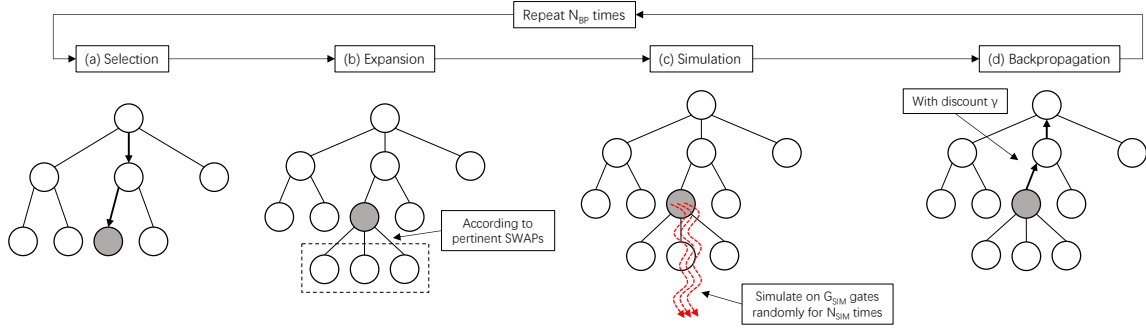 Repeat N_BP times
(a) Selection
(b) Expansion
(c) Simulation
(d) Backpropagation
With discount γ
According to
pertinent SWAPs
Simulate on G_SIM gates
randomly for N_SIM times